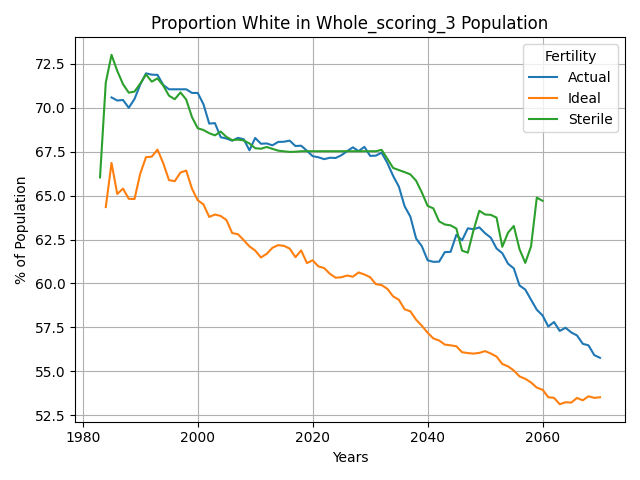 Proportion White in Whole_scoring_3 Population
Fertility
Actual
Ideal
Sterile
% of Population
72.5
70.0
67.5
65.0
62.5
60.0
57.5
55.0
52.5
1980
2000
2020
2040
2060
Years